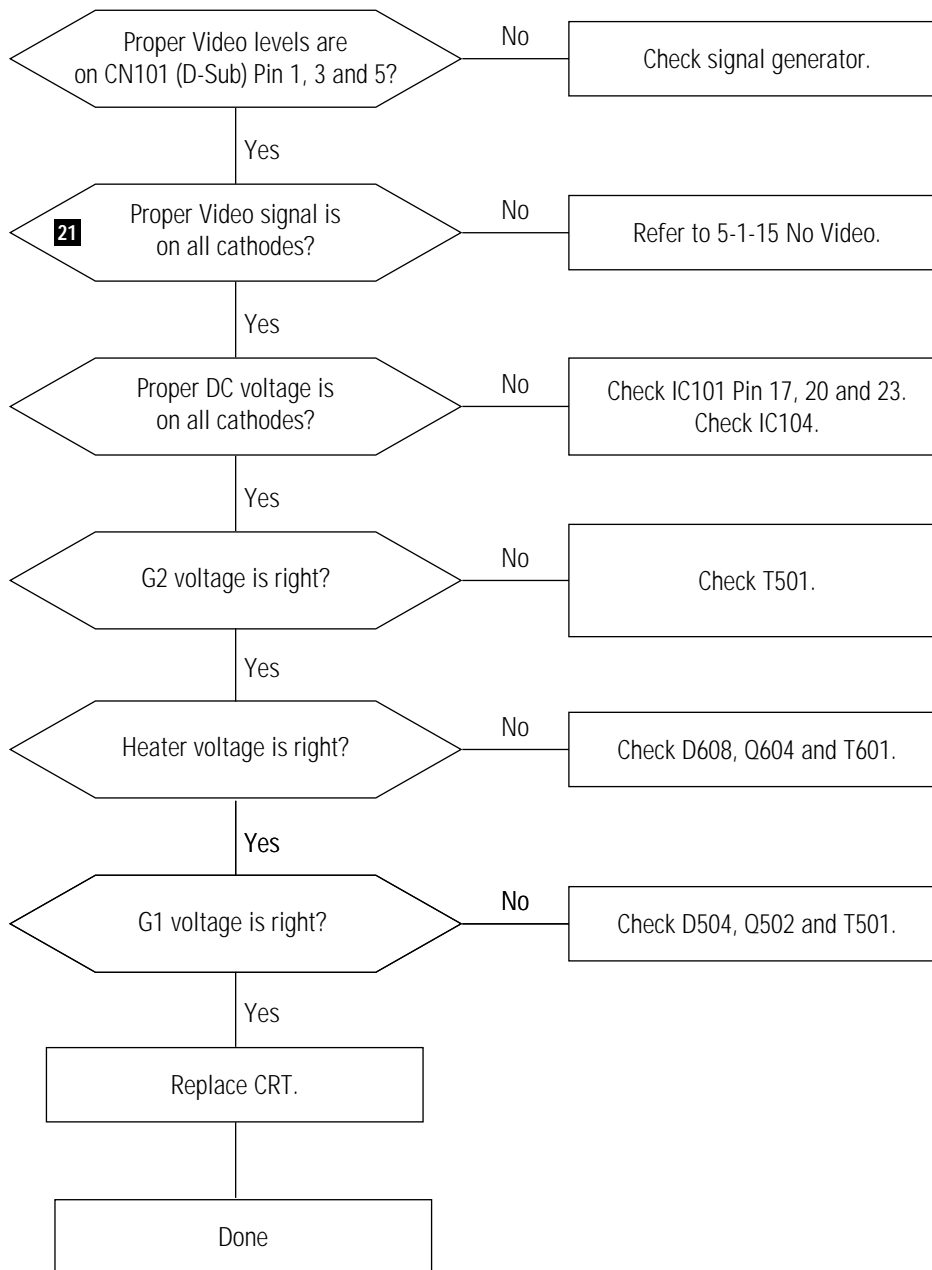 Proper Video levels are
on CN101 (D-Sub) Pin 1, 3 and 5?
No
Check signal generator.
Yes
21
Proper Video signal is
on all cathodes?
No
Refer to 5-1-15 No Video.
Yes
Proper DC voltage is
on all cathodes?
No
Check IC101 Pin 17, 20 and 23.
Check IC104.
Yes
G2 voltage is right?
No
Check T501.
Yes
Heater voltage is right?
No
Check D608, Q604 and T601.
Yes
G1 voltage is right?
No
Check D504, Q502 and T501.
Yes
Replace CRT.
Done